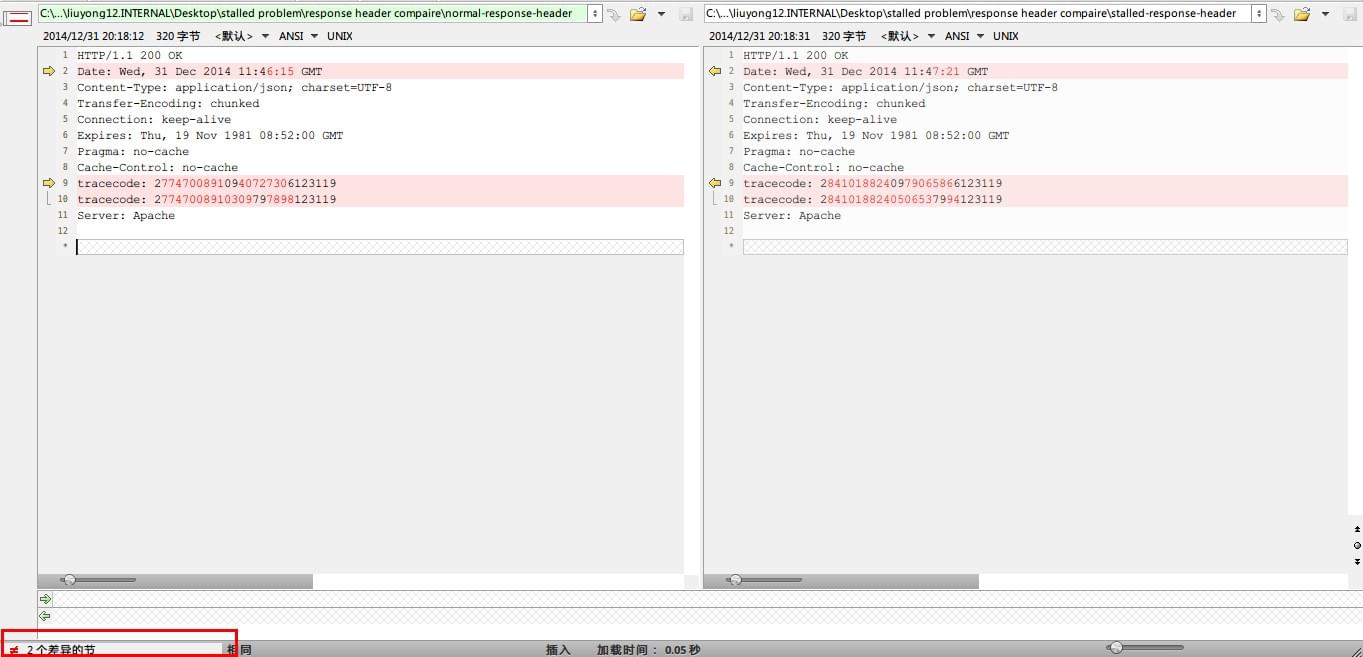 C:\...\liuyong12.INTERNAL\Desktop\stalled problem\response header compaire\normal-response-header
2014/12/31 20:18:12 320 字节 <默认> ANSI UNIX
1 HTTP/1.1 200 OK
2 Date: Wed, 31 Dec 2014 11:46:15 GMT
3 Content-Type: application/json; charset=UTF-8
4 Transfer-Encoding: chunked
5 Connection: keep-alive
6 Expires: Thu, 19 Nov 1981 08:52:00 GMT
7 Pragma: no-cache
8 Cache-Control: no-cache
9 tracecode: 27747008910940727306123119
10 tracecode: 27747008910309797898123119
11 Server: Apache
12
*
C:\...\liuyong12.INTERNAL\Desktop\stalled problem\response header compaire\stalled-response-header
2014/12/31 20:18:31 320 字节 <默认> ANSI UNIX
1 HTTP/1.1 200 OK
2 Date: Wed, 31 Dec 2014 11:47:21 GMT
3 Content-Type: application/json; charset=UTF-8
4 Transfer-Encoding: chunked
5 Connection: keep-alive
6 Expires: Thu, 19 Nov 1981 08:52:00 GMT
7 Pragma: no-cache
8 Cache-Control: no-cache
9 tracecode: 28410188240979065866123119
10 tracecode: 28410188240506537994123119
11 Server: Apache
12
*
≠ 2个差异的节 相同 插入 加载时间： 0.05 秒